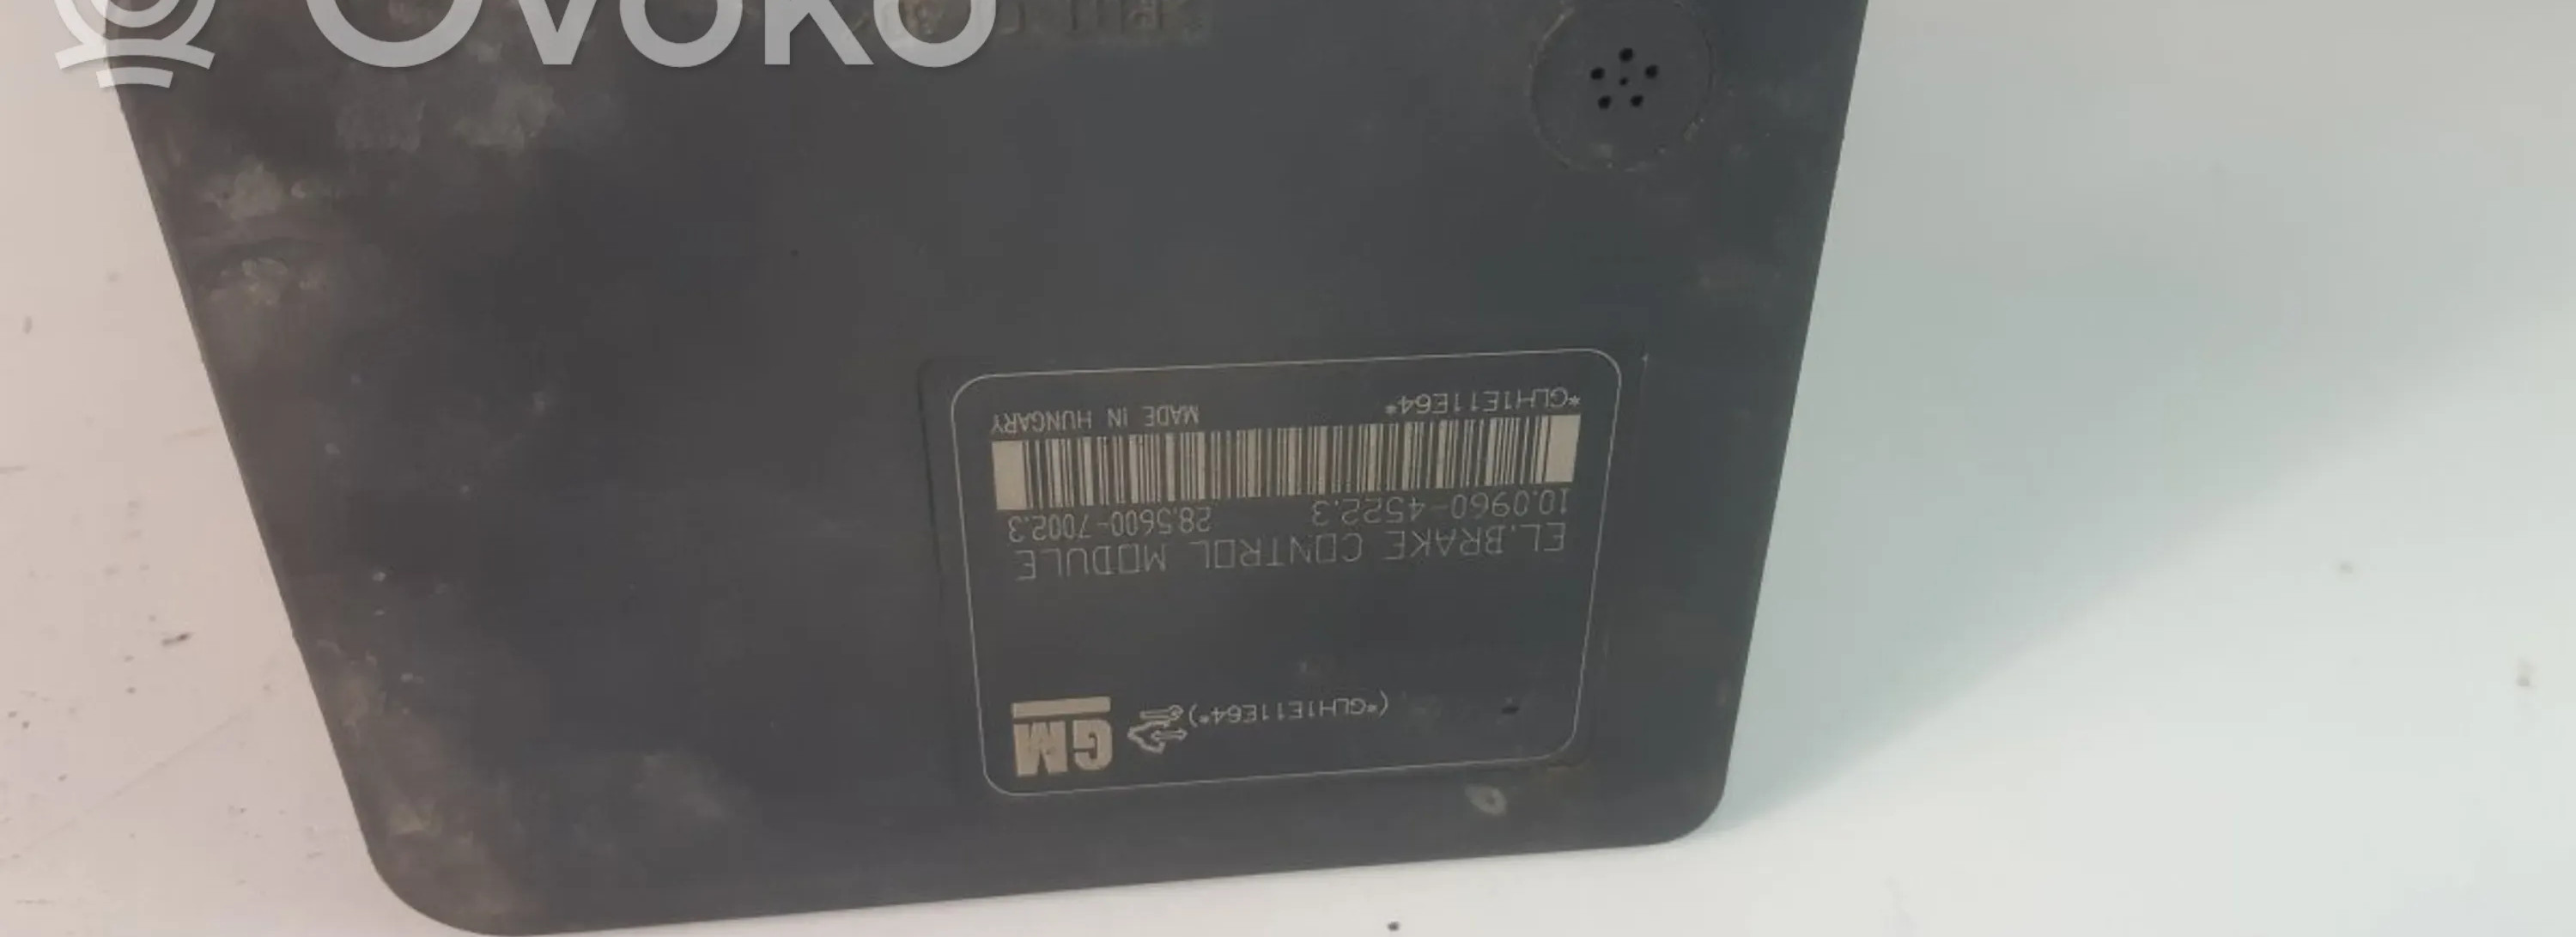 OVOKO
GM (*GLH1E11E64*)
EL.BRAKE CONTROL MODULE
10.0960-4522.3 28.5600-7002.3
*GLH1E11E64* MADE IN HUNGARY